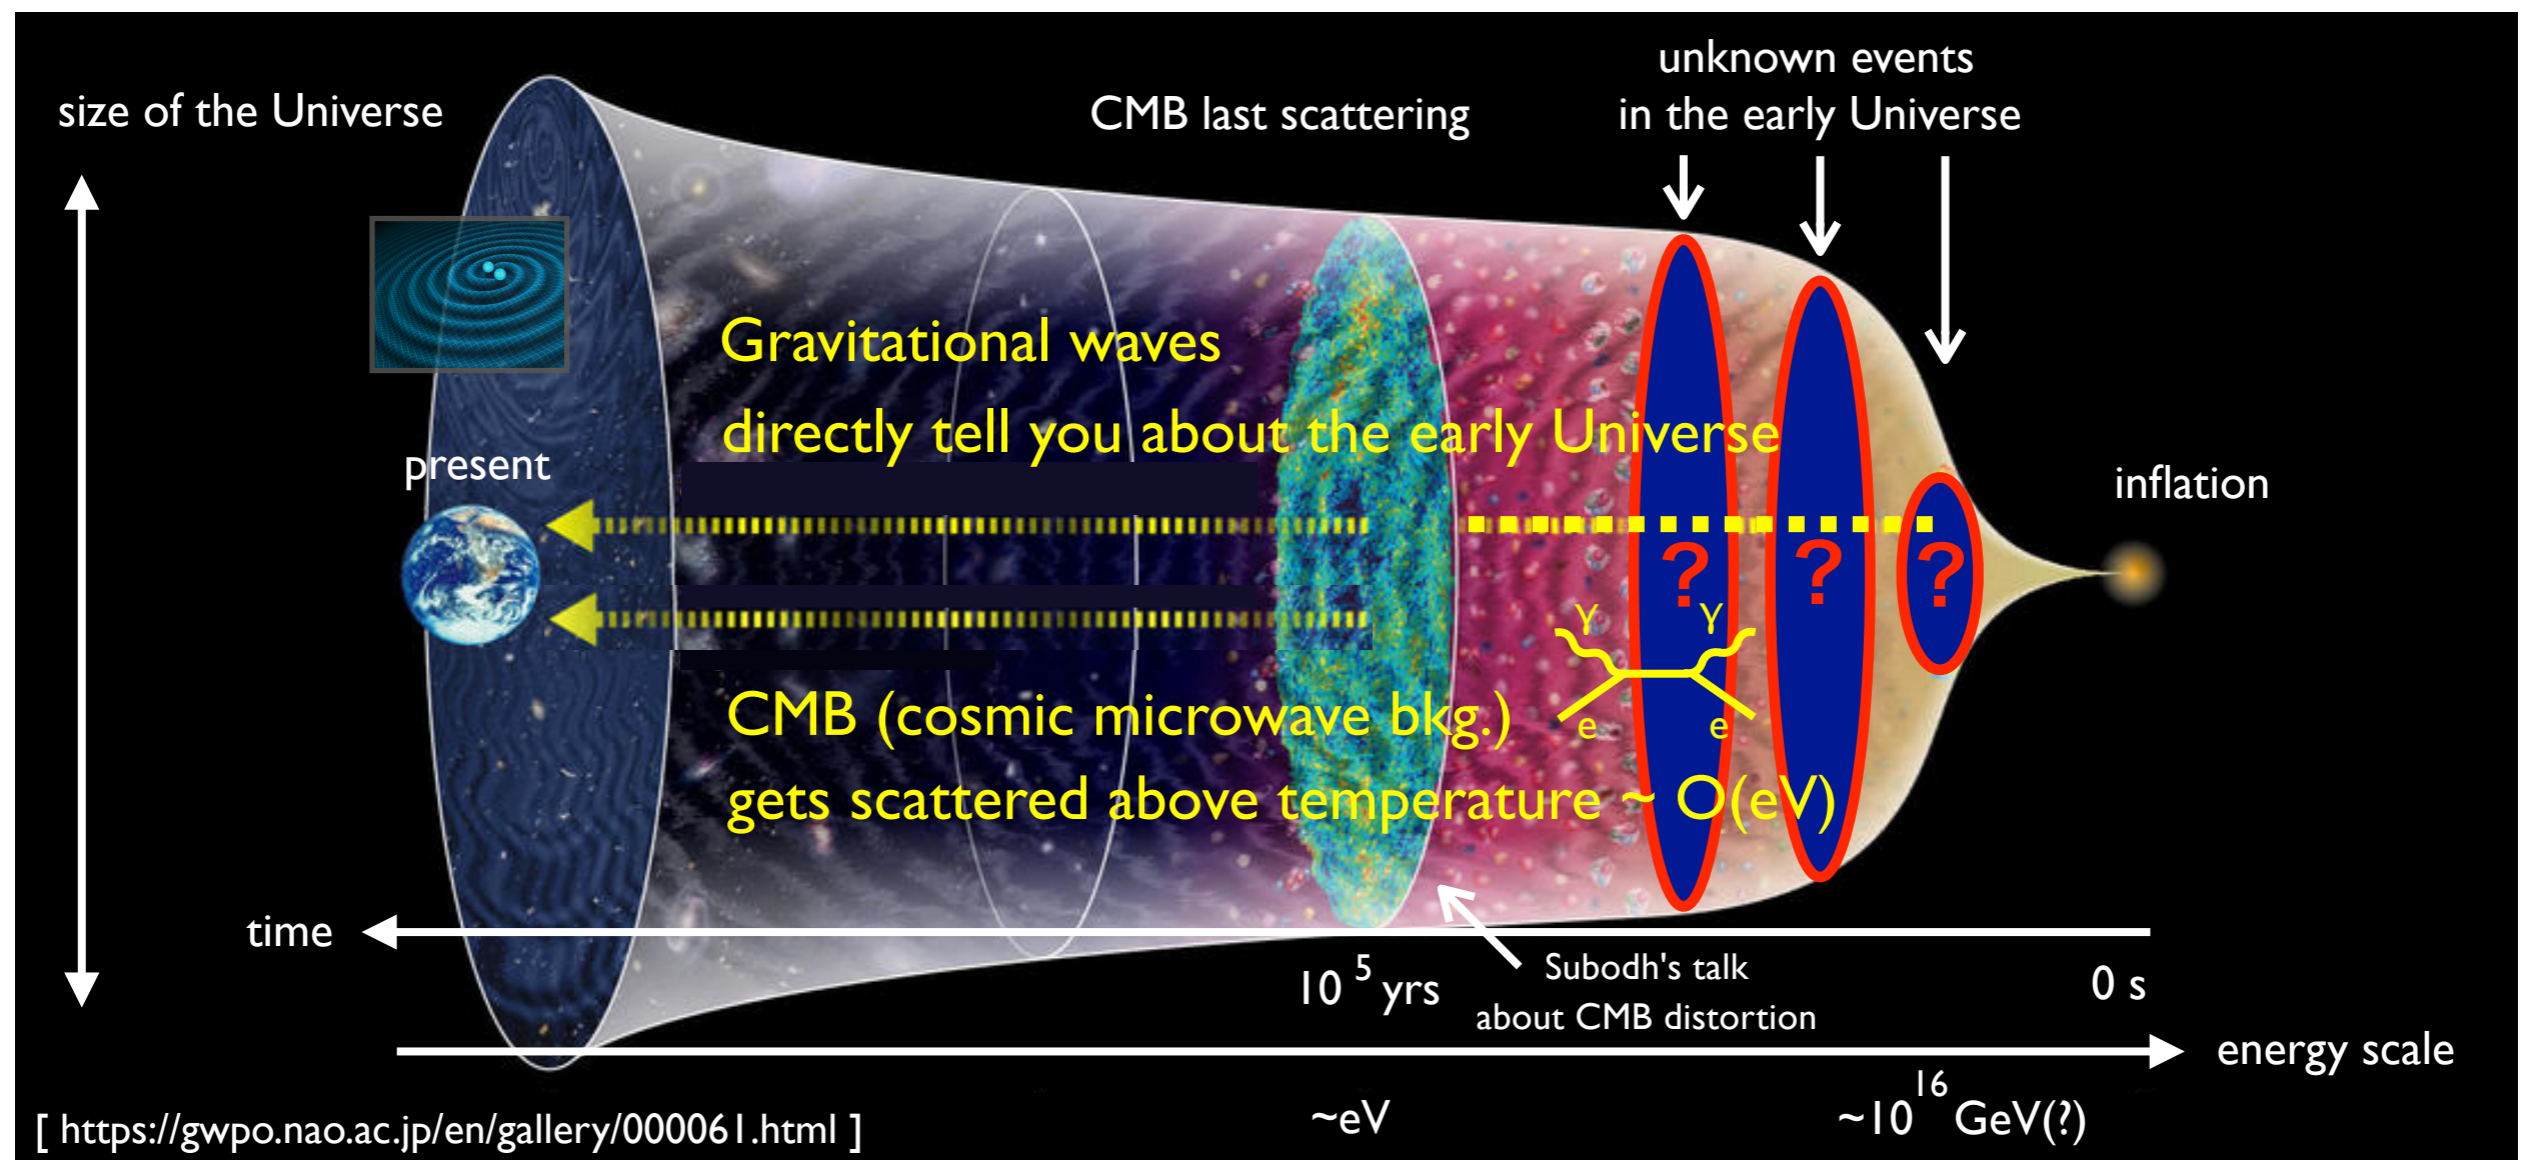 unknown events
in the early Universe
CMB last scattering
size of the Universe
Gravitational waves
directly tell you about the early Universe
present
inflation
? ? ?
γ γ
e e
CMB (cosmic microwave bkg.)
gets scattered above temperature ~ O(eV)
time
10^5 yrs
Subodh's talk
about CMB distortion
0 s
energy scale
~eV
~10^16 GeV(?)
[ https://gwpo.nao.ac.jp/en/gallery/000061.html ]